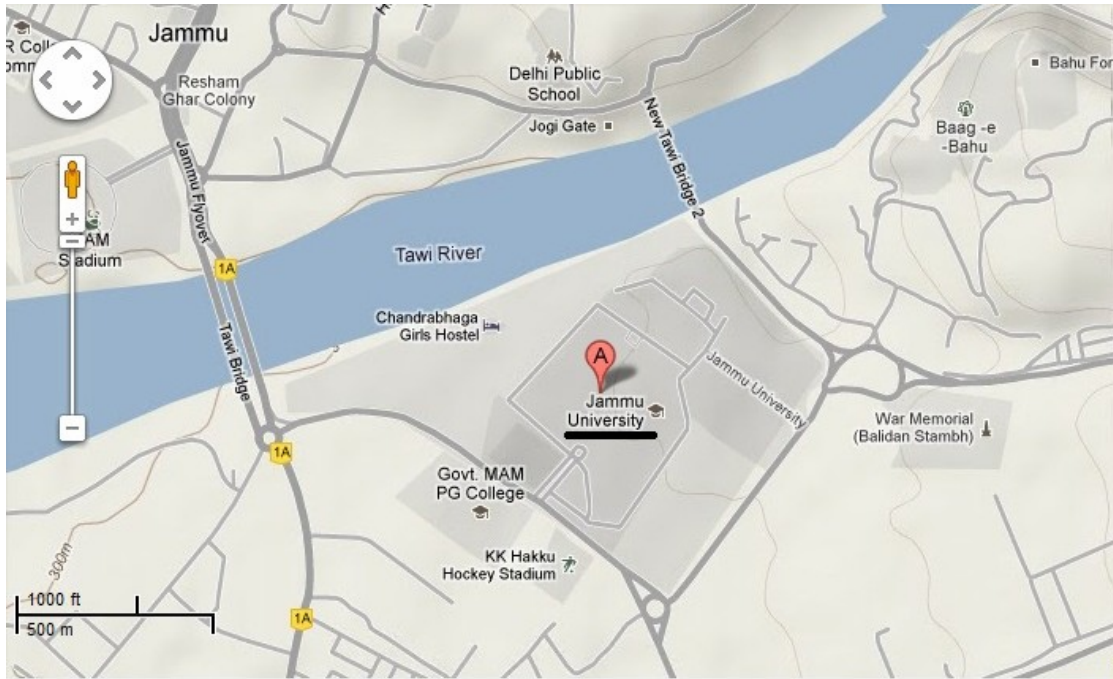 Jammu
R Coll
omm
Resham
Ghar Colony
Delhi Public
School
Jogi Gate
Bahu For
Baag -e
-Bahu
Jammu Flyover
New Tawi Bridge 2
AM
Stadium
1A
Tawi River
Chandrabhaga
Girls Hostel
Tawi Bridge
A
Jammu
University
Jammu University
War Memorial
(Balidan Stambh)
1A
Govt. MAM
PG College
KK Hakku
Hockey Stadium
300m
1000 ft
500 m
1A